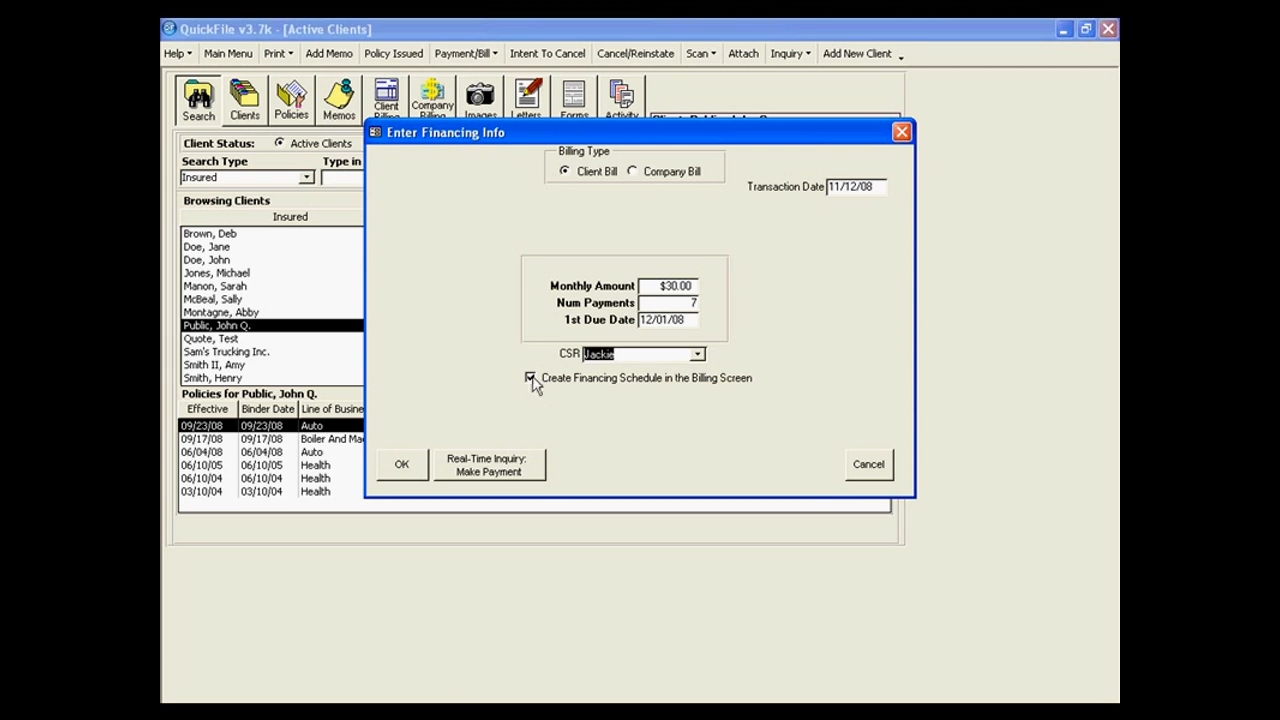 QuickFile v3.7k - [Active Clients]
Help Main Menu Print Add Memo Policy Issued Payment/Bill Intent To Cancel Cancel/Reinstate Scan Attach Inquiry Add New Client
Search Clients Policies Memos Client Billing Company Billing Images Letters Forms Activity
Enter Financing Info
Client Status: Active Clients
Search Type Type in
Insured
Browsing Clients
Insured
Brown, Deb
Doe, Jane
Doe, John
Jones, Michael
Manon, Sarah
McBeal, Sally
Montagne, Abby
Public, John Q.
Quote, Test
Sam's Trucking Inc.
Smith II, Amy
Smith, Henry
Policies for Public, John Q.
Effective Binder Date Line of Busine
09/23/08 09/23/08 Auto
09/17/08 09/17/08 Boiler And Ma
06/04/08 06/04/08 Auto
06/10/05 06/10/05 Health
06/10/04 06/10/04 Health
03/10/04 03/10/04 Health
Billing Type
Client Bill Company Bill
Transaction Date 11/12/08
Monthly Amount $30.00
Num Payments 7
1st Due Date 12/01/08
CSR Jackie
Create Financing Schedule in the Billing Screen
OK
Real-Time Inquiry:
Make Payment
Cancel